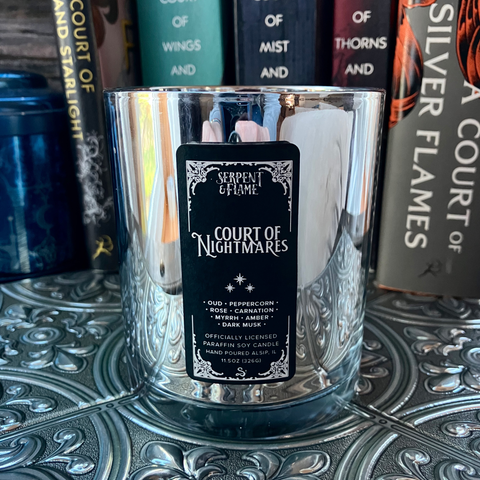 COURT OF
AND STARLIGHT
COURT
OF
WINGS
AND
COURT
OF
MIST
AND
OF
THORNS
AND
SILVER FLAMES
A COURT OF
SERPENT
& FLAME
COURT OF
NIGHTMARES
• OUD • PEPPERCORN •
• ROSE • CARNATION •
• MYRRH • AMBER •
• DARK MUSK •
OFFICIALLY LICENSED
PARAFFIN SOY CANDLE
HAND POURED ALSIP, IL
11.5OZ (326G)